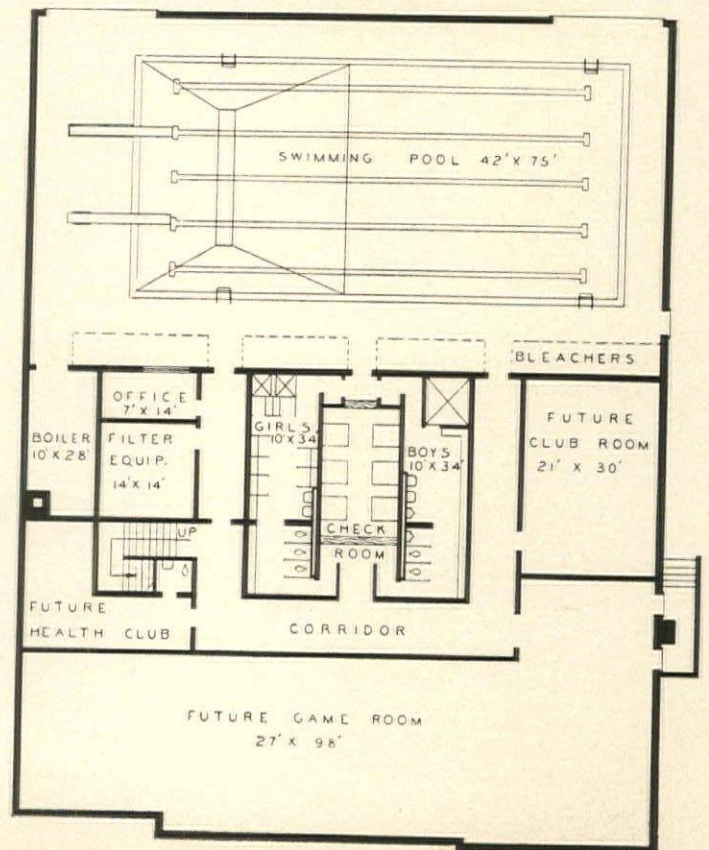 SWIMMING POOL 42' X 75'
BLEACHERS
OFFICE
7' X 14'
BOILER
10' X 28'
FILTER
EQUIP.
14' X 14'
GIRLS
10' X 34'
BOYS
10' X 34'
FUTURE
CLUB ROOM
21' X 30'
UP
CHECK
ROOM
FUTURE
HEALTH CLUB
CORRIDOR
FUTURE GAME ROOM
27' X 98'